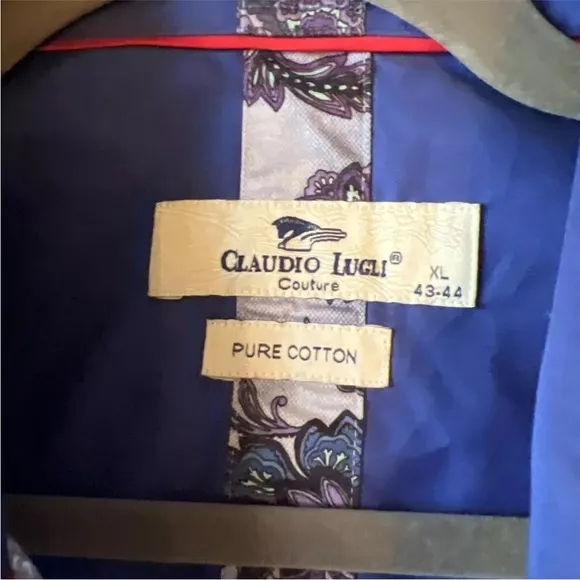 CLAUDIO LUGLI®
Couture
XL
43-44
PURE COTTON